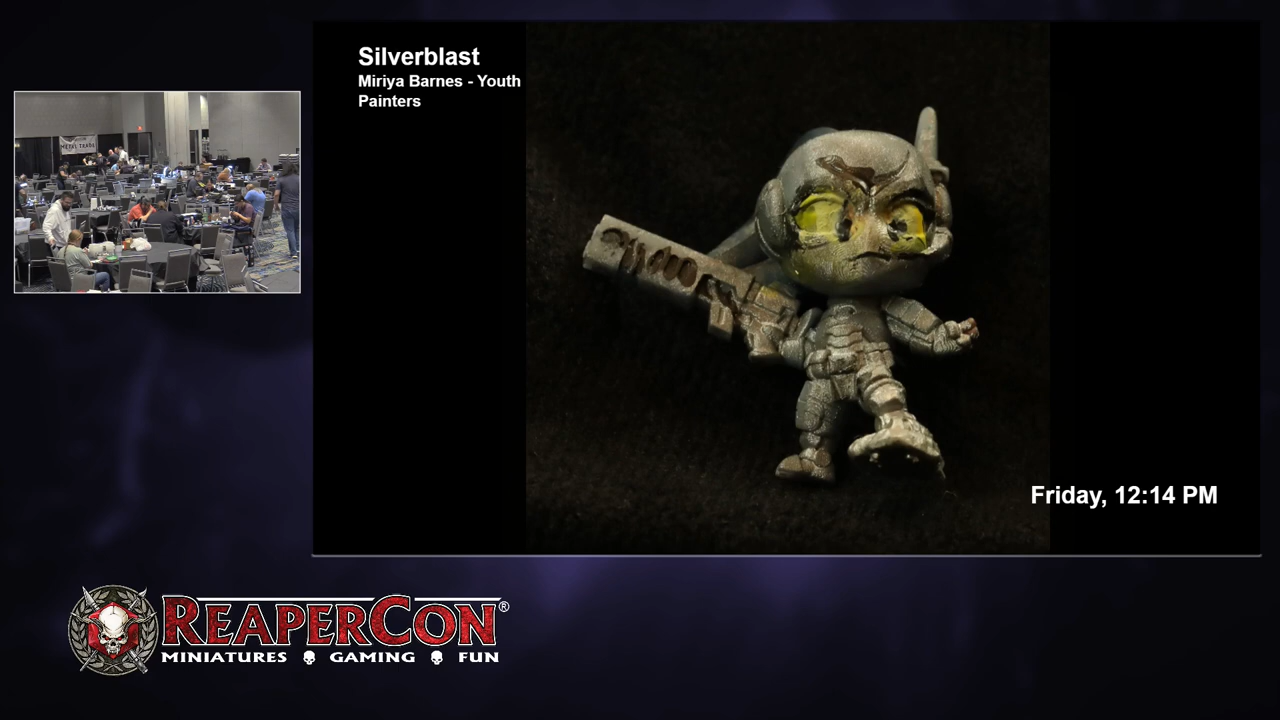 Silverblast
Miriya Barnes - Youth
Painters
METAL TRADE
Friday, 12:14 PM
REAPERCON®
MINIATURES GAMING FUN